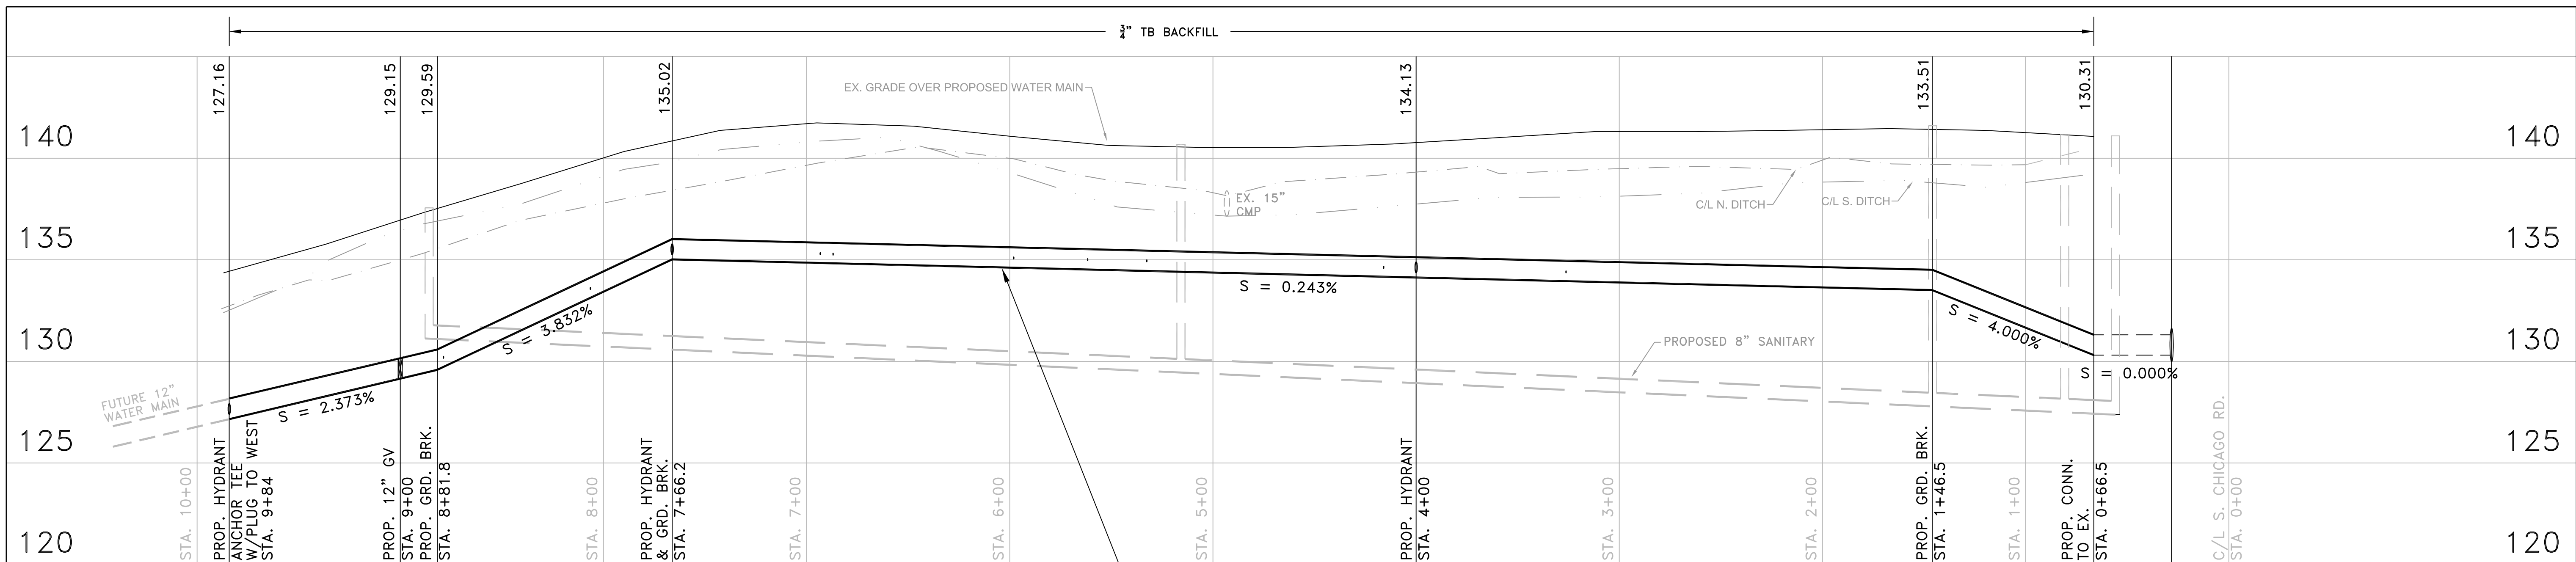 ¾" TB BACKFILL
127.16
129.15
129.59
135.02
134.13
133.51
130.31
EX. GRADE OVER PROPOSED WATER MAIN
140
140
EX. 15"
CMP
C/L N. DITCH
C/L S. DITCH
135
135
S = 0.243%
S = 3.832%
S = 4.000%
PROPOSED 8" SANITARY
130
130
S = 0.000%
FUTURE 12"
WATER MAIN
S = 2.373%
125
125
STA. 10+00
PROP. HYDRANT
ANCHOR TEE
W/PLUG TO WEST
STA. 9+84
PROP. 12" GV
STA. 9+00
PROP. GRD. BRK.
STA. 8+81.8
STA. 8+00
PROP. HYDRANT
& GRD. BRK.
STA. 7+66.2
STA. 7+00
STA. 6+00
STA. 5+00
PROP. HYDRANT
STA. 4+00
STA. 3+00
STA. 2+00
PROP. GRD. BRK.
STA. 1+46.5
STA. 1+00
PROP. CONN.
TO EX.
STA. 0+66.5
C/L S. CHICAGO RD.
STA. 0+00
120
120